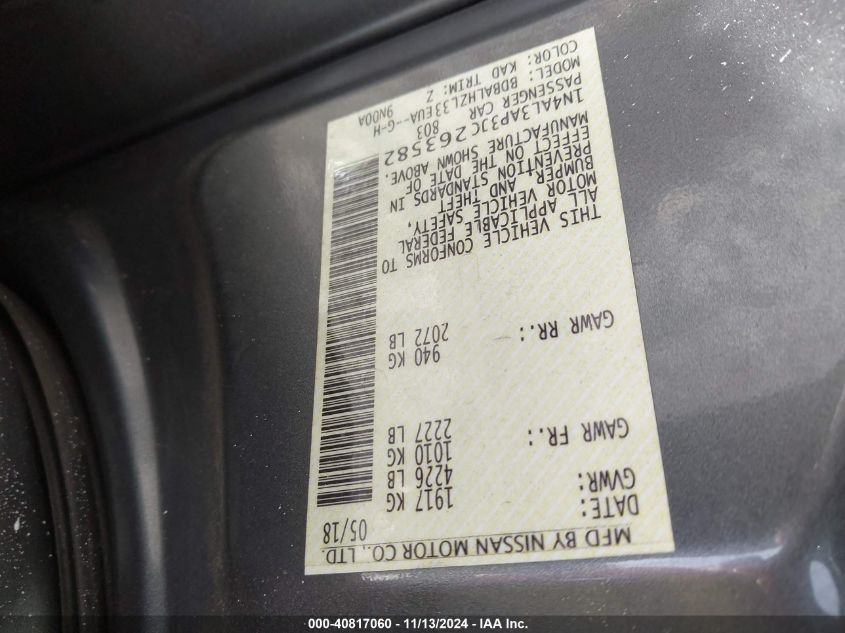 MFD BY NISSAN MOTOR CO., LTD.
DATE: 05/18
GVWR: 1917 KG
4226 LB
GAWR FR.: 1010 KG
2227 LB
GAWR RR.: 940 KG
2072 LB
THIS VEHICLE CONFORMS TO
ALL APPLICABLE FEDERAL
MOTOR VEHICLE SAFETY,
BUMPER AND THEFT
PREVENTION STANDARDS IN
EFFECT ON THE DATE OF
MANUFACTURE SHOWN ABOVE.
803
1N4AL3AP3JC263582
PASSENGER CAR
MODEL: BDBALHZL33EUA--G-H
COLOR: KAD TRIM: Z 9N00A
000-40817060 - 11/13/2024 - IAA Inc.